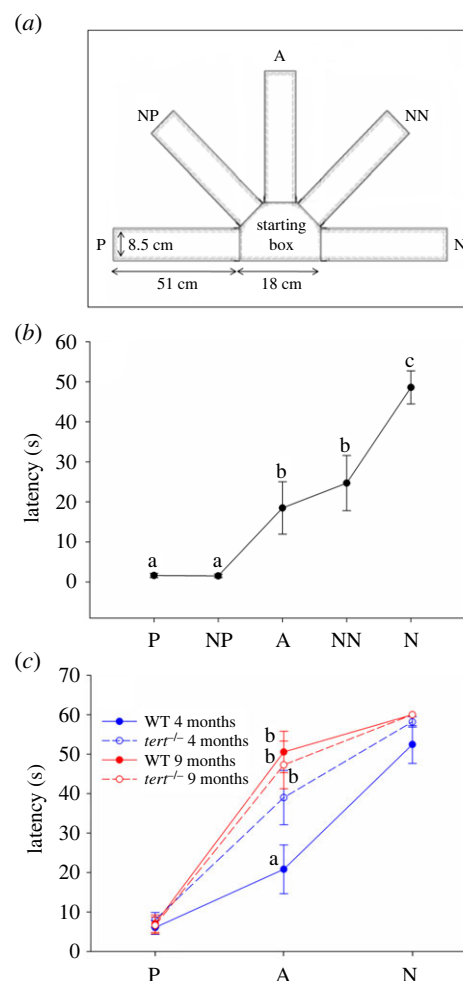 (a)
A
NP
NN
P
8.5 cm
starting
box
N
51 cm
18 cm
(b)
60
50
40
30
20
10
0
latency (s)
a
a
b
b
c
P
NP
A
NN
N
(c)
70
60
50
40
30
20
10
0
latency (s)
WT 4 months
tert–/– 4 months
WT 9 months
tert–/– 9 months
b
b
b
a
P
A
N